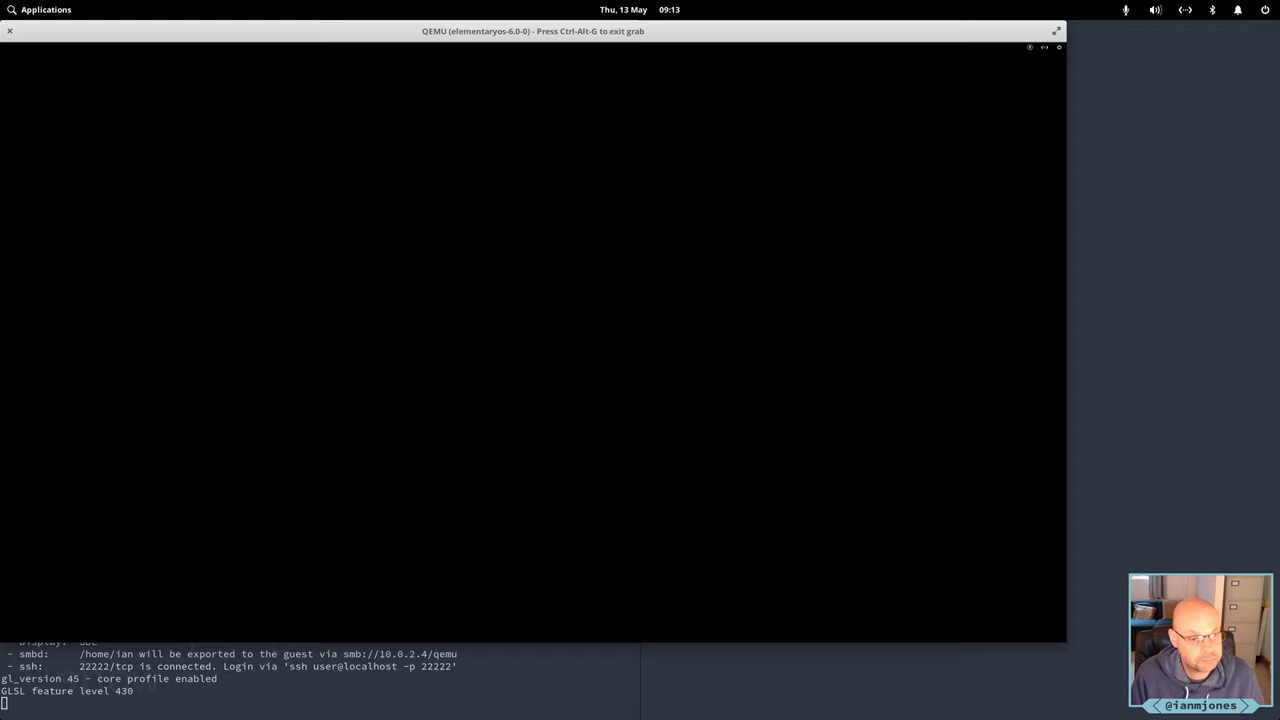 Applications
Thu, 13 May 09:13
QEMU (elementaryos-6.0-0) - Press Ctrl-Alt-G to exit grab
- smbd: /home/ian will be exported to the guest via smb://10.0.2.4/qemu
- ssh: 22222/tcp is connected. Login via 'ssh user@localhost -p 22222'
gl_version 45 - core profile enabled
GLSL feature level 430
@ianmjones